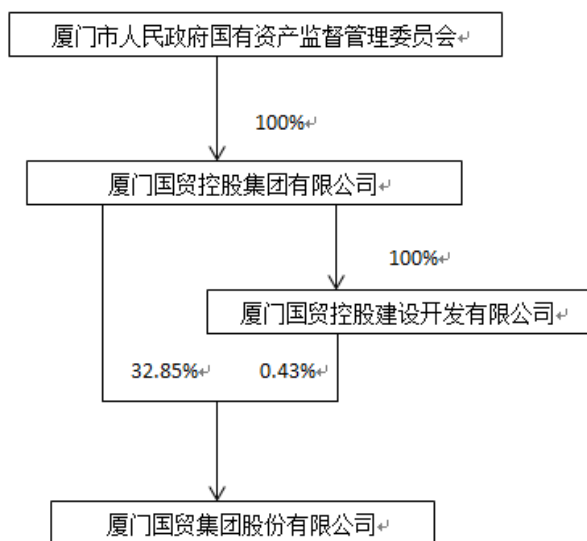 厦门市人民政府国有资产监督管理委员会
100%
厦门国贸控股集团有限公司
100%
厦门国贸控股建设开发有限公司
32.85%
0.43%
厦门国贸集团股份有限公司